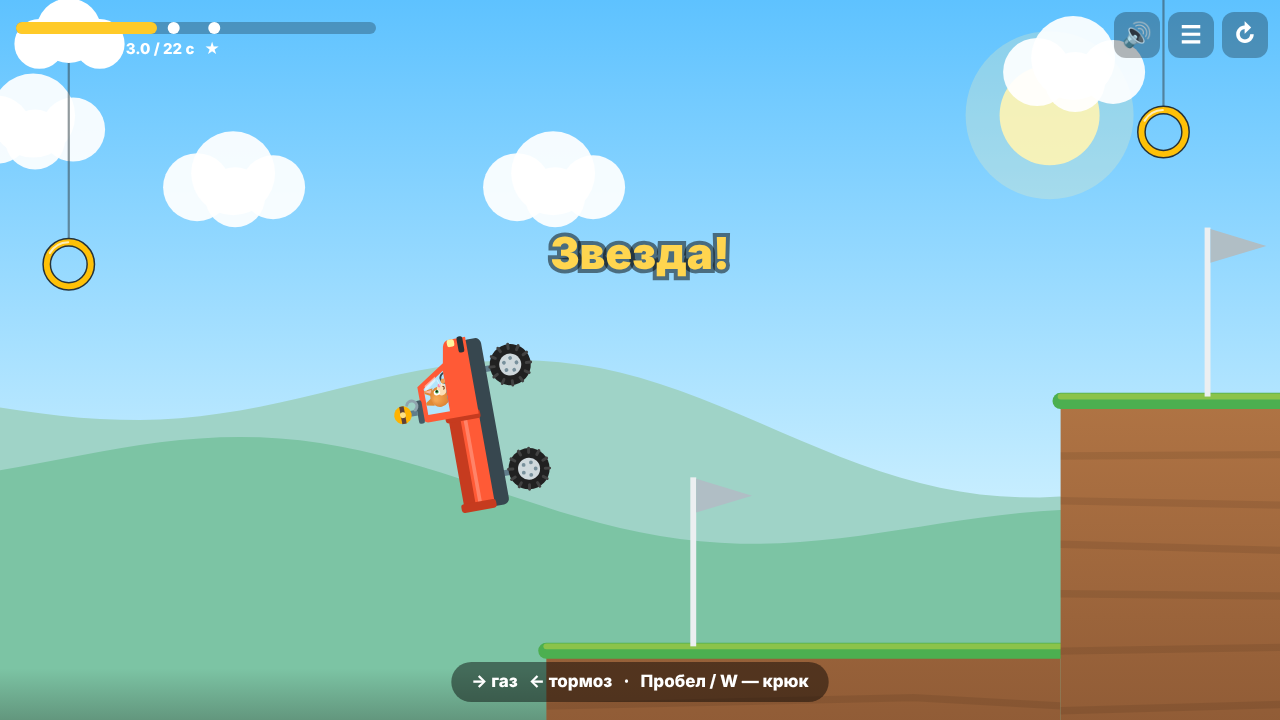 3.0 / 22 с ★
Звезда!
→ газ ← тормоз · Пробел / W — крюк